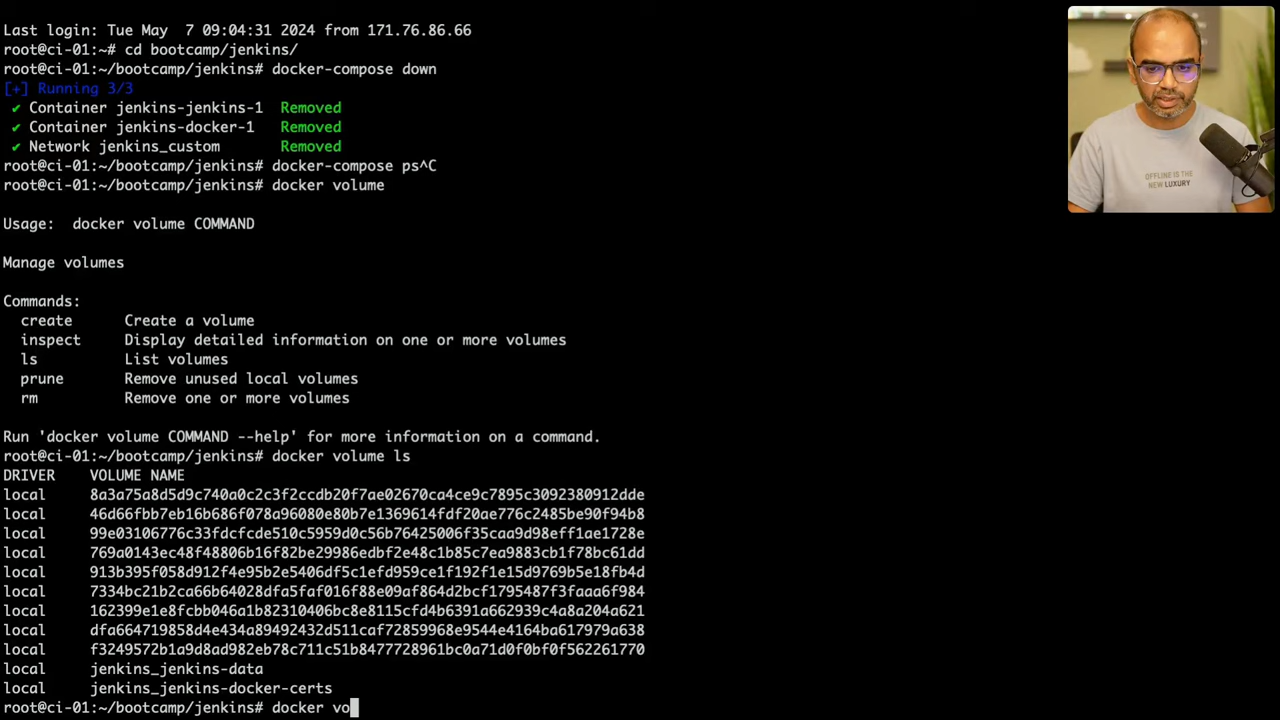 Last login: Tue May  7 09:04:31 2024 from 171.76.86.66
root@ci-01:~# cd bootcamp/jenkins/
root@ci-01:~/bootcamp/jenkins# docker-compose down
[+] Running 3/3
✔ Container jenkins-jenkins-1  Removed
✔ Container jenkins-docker-1   Removed
✔ Network jenkins_custom       Removed
root@ci-01:~/bootcamp/jenkins# docker-compose ps^C
root@ci-01:~/bootcamp/jenkins# docker volume
Usage:  docker volume COMMAND
Manage volumes
Commands:
create      Create a volume
inspect     Display detailed information on one or more volumes
ls          List volumes
prune       Remove unused local volumes
rm          Remove one or more volumes
Run 'docker volume COMMAND --help' for more information on a command.
root@ci-01:~/bootcamp/jenkins# docker volume ls
DRIVER    VOLUME NAME
local     8a3a75a8d5d9c740a0c2c3f2ccdb20f7ae02670ca4ce9c7895c3092380912dde
local     46d66fbb7eb16b686f078a96080e80b7e1369614fdf20ae776c2485be90f94b8
local     99e03106776c33fdcfcde510c5959d0c56b76425006f35caa9d98eff1ae1728e
local     769a0143ec48f48806b16f82be29986edbf2e48c1b85c7ea9883cb1f78bc61dd
local     913b395f058d912f4e95b2e5406df5c1efd959ce1f192f1e15d9769b5e18fb4d
local     7334bc21b2ca66b64028dfa5faf016f88e09af864d2bcf1795487f3faaa6f984
local     162399e1e8fcbb046a1b82310406bc8e8115cfd4b6391a662939c4a8a204a621
local     dfa664719858d4e434a89492432d511caf72859968e9544e4164ba617979a638
local     f3249572b1a9d8ad982eb78c711c51b8477728961bc0a71d0f0bf0f562261770
local     jenkins_jenkins-data
local     jenkins_jenkins-docker-certs
root@ci-01:~/bootcamp/jenkins# docker vo
OFFLINE IS THE
NEW LUXURY